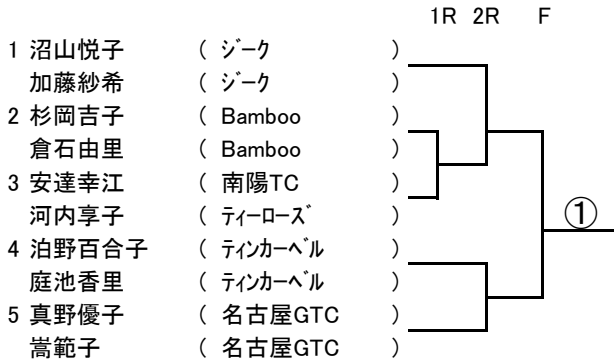 1R 2R F
1 沼山悦子 ( ジーク )
加藤紗希 ( ジーク )
2 杉岡吉子 ( Bamboo )
倉石由里 ( Bamboo )
3 安達幸江 ( 南陽TC )
河内享子 ( ティーローズ )
4 泊野百合子 ( ティンカーベル )
庭池香里 ( ティンカーベル )
①
5 真野優子 ( 名古屋GTC )
嵩範子 ( 名古屋GTC )